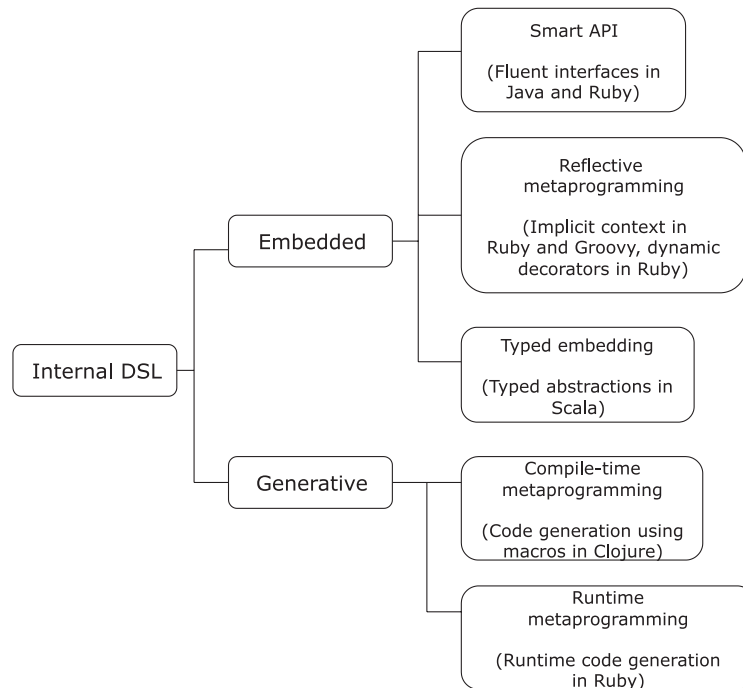 Smart API
(Fluent interfaces in
Java and Ruby)
Reflective
metaprogramming
(Implicit context in
Ruby and Groovy, dynamic
decorators in Ruby)
Embedded
Typed embedding
(Typed abstractions in
Scala)
Internal DSL
Generative
Compile-time
metaprogramming
(Code generation using
macros in Clojure)
Runtime
metaprogramming
(Runtime code generation
in Ruby)